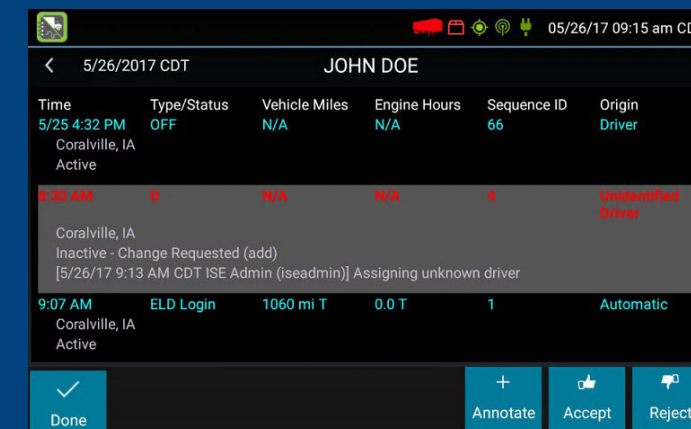 05/26/17 09:15 am CD
5/26/2017 CDT JOHN DOE
Time Type/Status Vehicle Miles Engine Hours Sequence ID Origin
5/25 4:32 PM OFF N/A N/A 66 Driver
Coralville, IA
Active
8:30 AM D N/A N/A 4 Unidentified
Driver
Coralville, IA
Inactive - Change Requested (add)
[5/26/17 9:13 AM CDT ISE Admin (iseadmin)] Assigning unknown driver
9:07 AM ELD Login 1060 mi T 0.0 T 1 Automatic
Coralville, IA
Active
Done Annotate Accept Reject